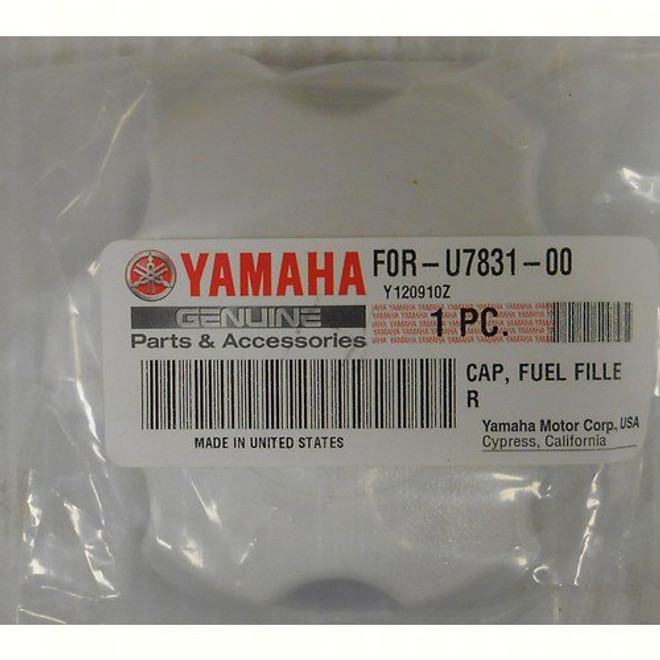 YAMAHA F0R-U7831-00
Y120910Z
GENUINE 1 PC.
Parts & Accessories
CAP, FUEL FILLE
R
Yamaha Motor Corp., USA
Cypress, California
MADE IN UNITED STATES